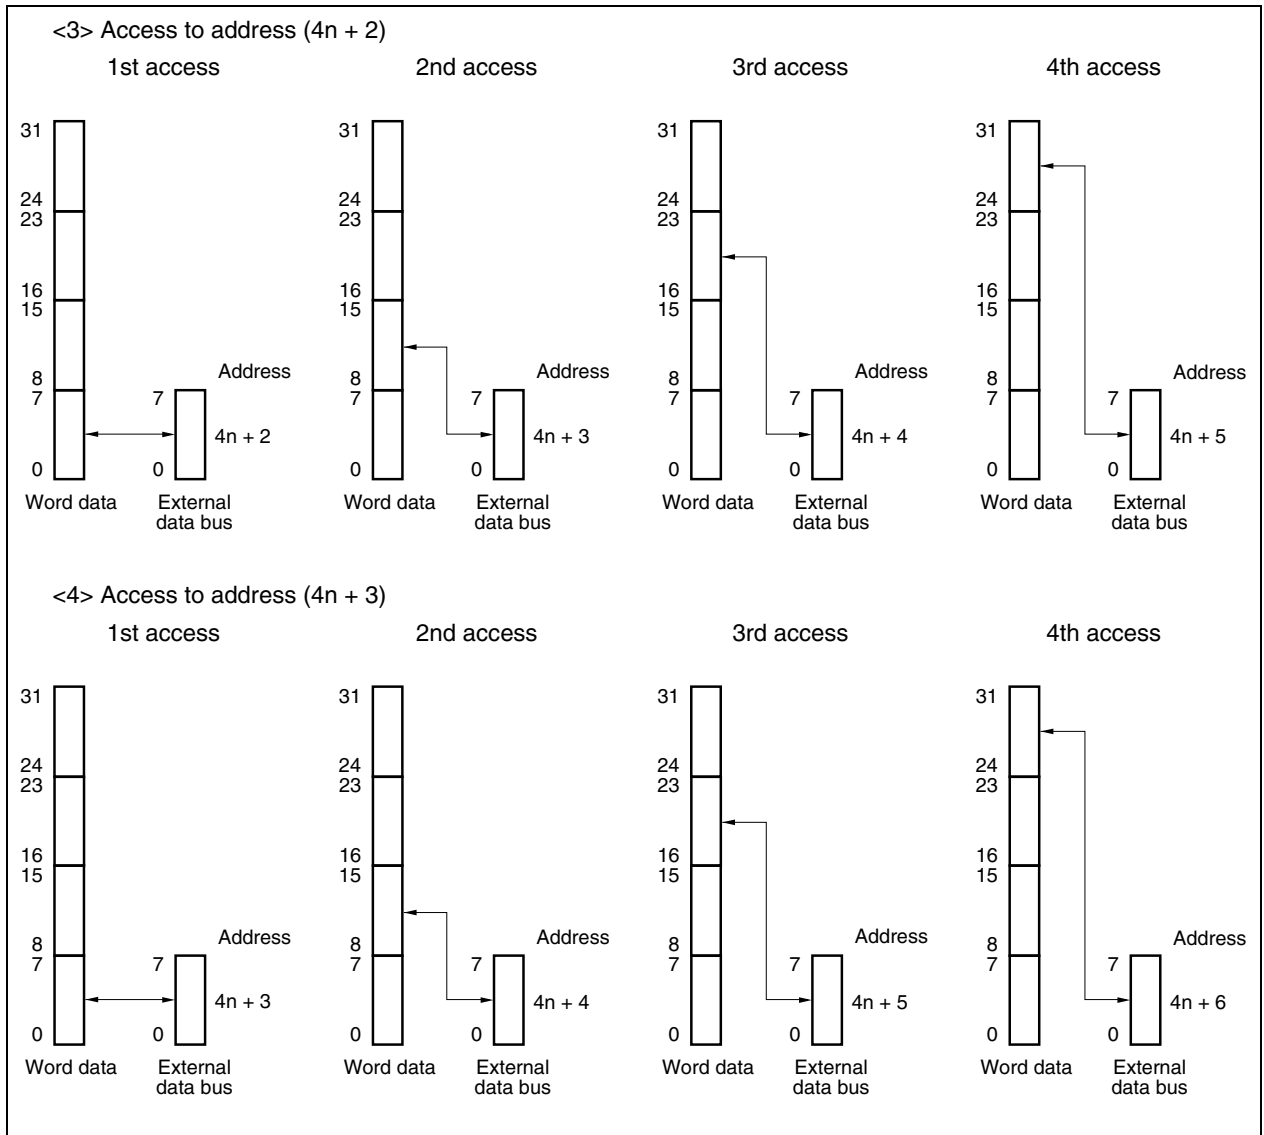 <3> Access to address (4n + 2)
1st access
2nd access
3rd access
4th access
31
24
23
16
15
8
7
0
Word data
Address
7
4n + 2
0
External
data bus
31
24
23
16
15
8
7
0
Word data
Address
7
4n + 3
0
External
data bus
31
24
23
16
15
8
7
0
Word data
Address
7
4n + 4
0
External
data bus
31
24
23
16
15
8
7
0
Word data
Address
7
4n + 5
0
External
data bus
<4> Access to address (4n + 3)
1st access
2nd access
3rd access
4th access
31
24
23
16
15
8
7
0
Word data
Address
7
4n + 3
0
External
data bus
31
24
23
16
15
8
7
0
Word data
Address
7
4n + 4
0
External
data bus
31
24
23
16
15
8
7
0
Word data
Address
7
4n + 5
0
External
data bus
31
24
23
16
15
8
7
0
Word data
Address
7
4n + 6
0
External
data bus